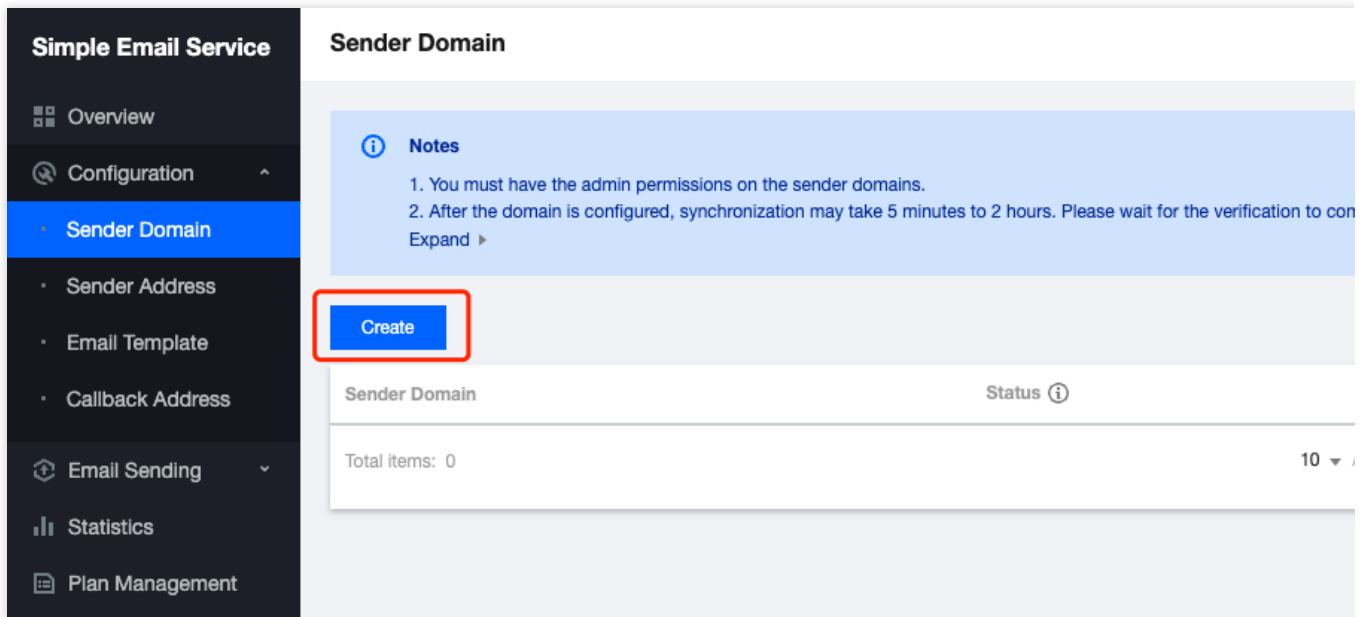 Simple Email Service
Overview
Configuration
Sender Domain
Sender Address
Email Template
Callback Address
Email Sending
Statistics
Plan Management
Sender Domain
Notes
1. You must have the admin permissions on the sender domains.
2. After the domain is configured, synchronization may take 5 minutes to 2 hours. Please wait for the verification to
Expand
Create
Sender Domain Status
Total items: 0 10